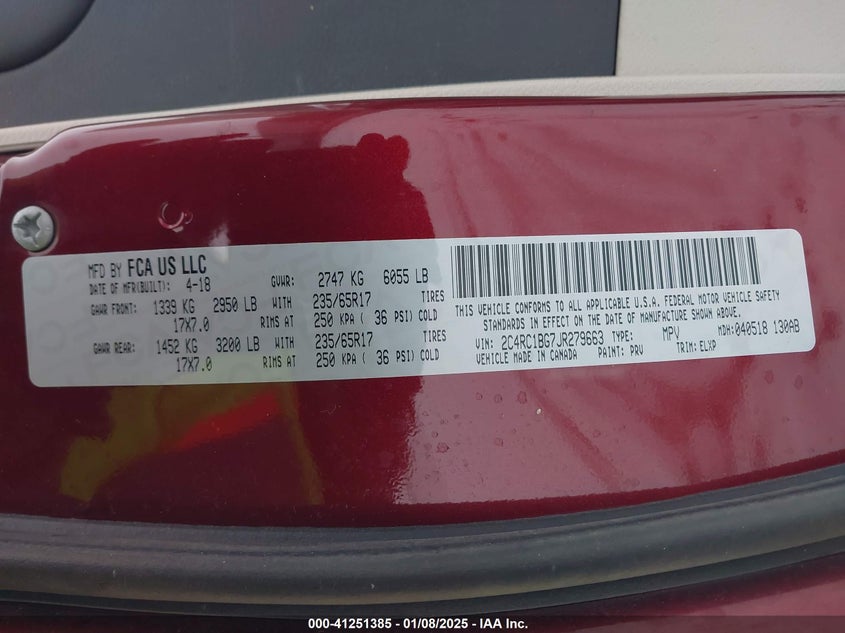 MFD BY FCA US LLC
DATE OF MFR(BUILT): 4-18 GVWR: 2747 KG 6055 LB
GAWR FRONT: 1339 KG 2950 LB WITH 235/65R17 TIRES
17X7.0 RIMS AT 250 KPA ( 36 PSI) COLD
GAWR REAR: 1452 KG 3200 LB WITH 235/65R17 TIRES
17X7.0 RIMS AT 250 KPA ( 36 PSI) COLD
THIS VEHICLE CONFORMS TO ALL APPLICABLE U.S.A. FEDERAL MOTOR VEHICLE SAFETY
STANDARDS IN EFFECT ON THE DATE OF MANUFACTURE SHOWN ABOVE.
VIN: 2C4RC1BG7JR279663 TYPE: MPV MDH: 040518 130AB
VEHICLE MADE IN CANADA PAINT: PRV TRIM: ELXP
000-41251385 — 01/08/2025 — IAA Inc.